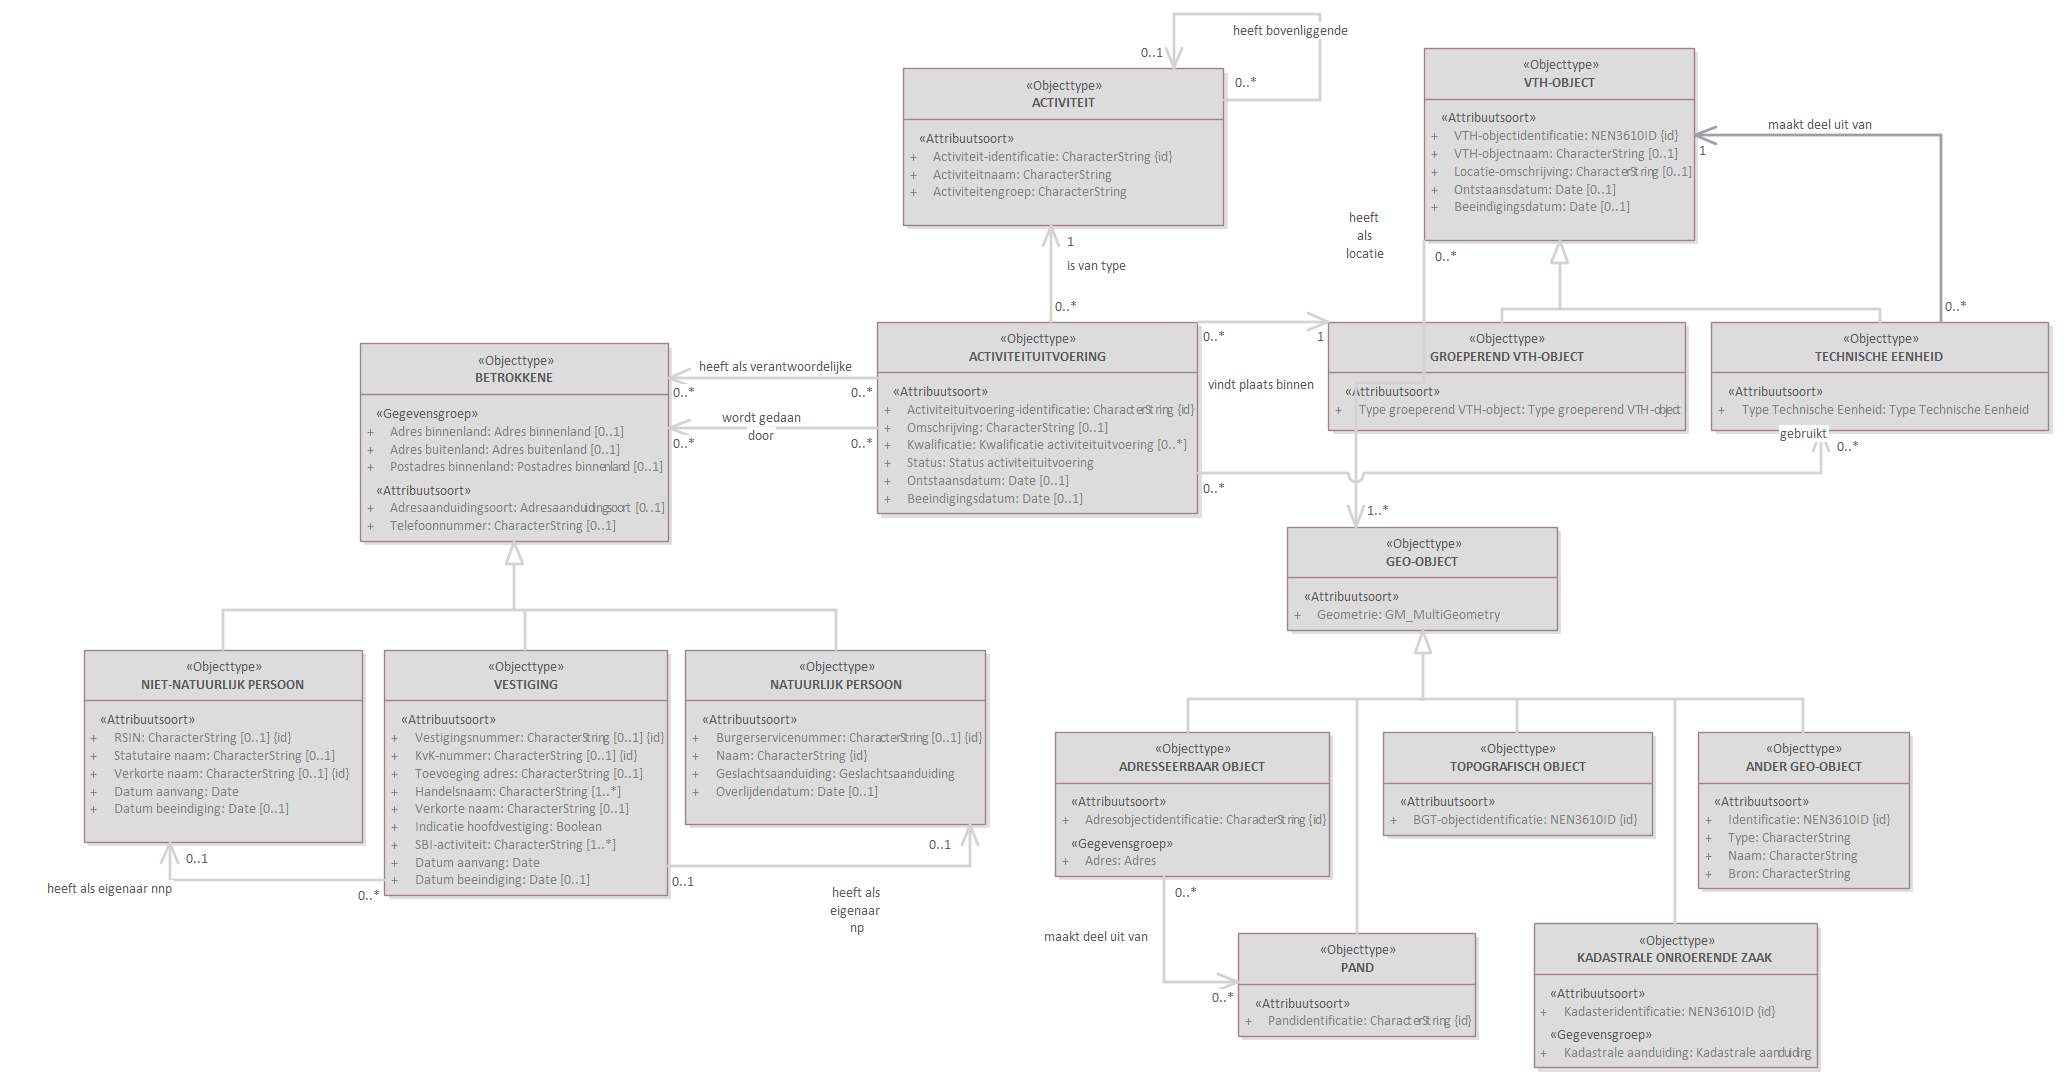 heeft bovenliggende
0..1
0..*
«Objecttype»
ACTIVITEIT
«Attribuutsoort»
+ Activiteit-identificatie: CharacterString {id}
+ Activiteitnaam: CharacterString
+ Activiteitengroep: CharacterString
1
is van type
0..*
«Objecttype»
VTH-OBJECT
«Attribuutsoort»
+ VTH-objectidentificatie: NEN3610ID {id}
+ VTH-objectnaam: CharacterString [0..1]
+ Locatie-omschrijving: CharacterString [0..1]
+ Ontstaansdatum: Date [0..1]
+ Beeindigingsdatum: Date [0..1]
maakt deel uit van
1
0..*
heeft
als
locatie
0..*
«Objecttype»
BETROKKENE
«Gegevensgroep»
+ Adres binnenland: Adres binnenland [0..1]
+ Adres buitenland: Adres buitenland [0..1]
+ Postadres binnenland: Postadres binnenland [0..1]
«Attribuutsoort»
+ Adresaanduidingsoort: Adresaanduidingsoort [0..1]
+ Telefoonnummer: CharacterString [0..1]
heeft als verantwoordelijke
0..*
0..*
wordt gedaan
door
0..*
0..*
«Objecttype»
ACTIVITEITUITVOERING
«Attribuutsoort»
+ Activiteituitvoering-identificatie: CharacterString {id}
+ Omschrijving: CharacterString [0..1]
+ Kwalificatie: Kwalificatie activiteituitvoering [0..*]
+ Status: Status activiteituitvoering
+ Ontstaansdatum: Date [0..1]
+ Beeindigingsdatum: Date [0..1]
0..*
1
vindt plaats binnen
0..*
«Objecttype»
GROEPEREND VTH-OBJECT
«Attribuutsoort»
+ Type groeperend VTH-object: Type groeperend VTH-object
«Objecttype»
TECHNISCHE EENHEID
«Attribuutsoort»
+ Type Technische Eenheid: Type Technische Eenheid
gebruikt
0..*
1..*
«Objecttype»
GEO-OBJECT
«Attribuutsoort»
+ Geometrie: GM_MultiGeometry
«Objecttype»
NIET-NATUURLIJK PERSOON
«Attribuutsoort»
+ RSIN: CharacterString [0..1] {id}
+ Statutaire naam: CharacterString [0..1]
+ Verkorte naam: CharacterString [0..1] {id}
+ Datum aanvang: Date
+ Datum beeindiging: Date [0..1]
0..1
heeft als eigenaar nnp
0..*
«Objecttype»
VESTIGING
«Attribuutsoort»
+ Vestigingsnummer: CharacterString [0..1] {id}
+ KvK-nummer: CharacterString [0..1] {id}
+ Toevoeging adres: CharacterString [0..1]
+ Handelsnaam: CharacterString [1..*]
+ Verkorte naam: CharacterString [0..1]
+ Indicatie hoofdvestiging: Boolean
+ SBI-activiteit: CharacterString [1..*]
+ Datum aanvang: Date
+ Datum beeindiging: Date [0..1]
0..1
heeft als
eigenaar
np
0..1
«Objecttype»
NATUURLIJK PERSOON
«Attribuutsoort»
+ Burgerservicenummer: CharacterString [0..1] {id}
+ Naam: CharacterString {id}
+ Geslachtsaanduiding: Geslachtsaanduiding
+ Overlijdendatum: Date [0..1]
«Objecttype»
ADRESSEERBAAR OBJECT
«Attribuutsoort»
+ Adresobjectidentificatie: CharacterString {id}
«Gegevensgroep»
+ Adres: Adres
0..*
maakt deel uit van
0..*
«Objecttype»
TOPOGRAFISCH OBJECT
«Attribuutsoort»
+ BGT-objectidentificatie: NEN3610ID {id}
«Objecttype»
ANDER GEO-OBJECT
«Attribuutsoort»
+ Identificatie: NEN3610ID {id}
+ Type: CharacterString
+ Naam: CharacterString
+ Bron: CharacterString
«Objecttype»
PAND
«Attribuutsoort»
+ Pandidentificatie: CharacterString {id}
«Objecttype»
KADASTRALE ONROERENDE ZAAK
«Attribuutsoort»
+ Kadasteridentificatie: NEN3610ID {id}
«Gegevensgroep»
+ Kadastrale aanduiding: Kadastrale aanduiding